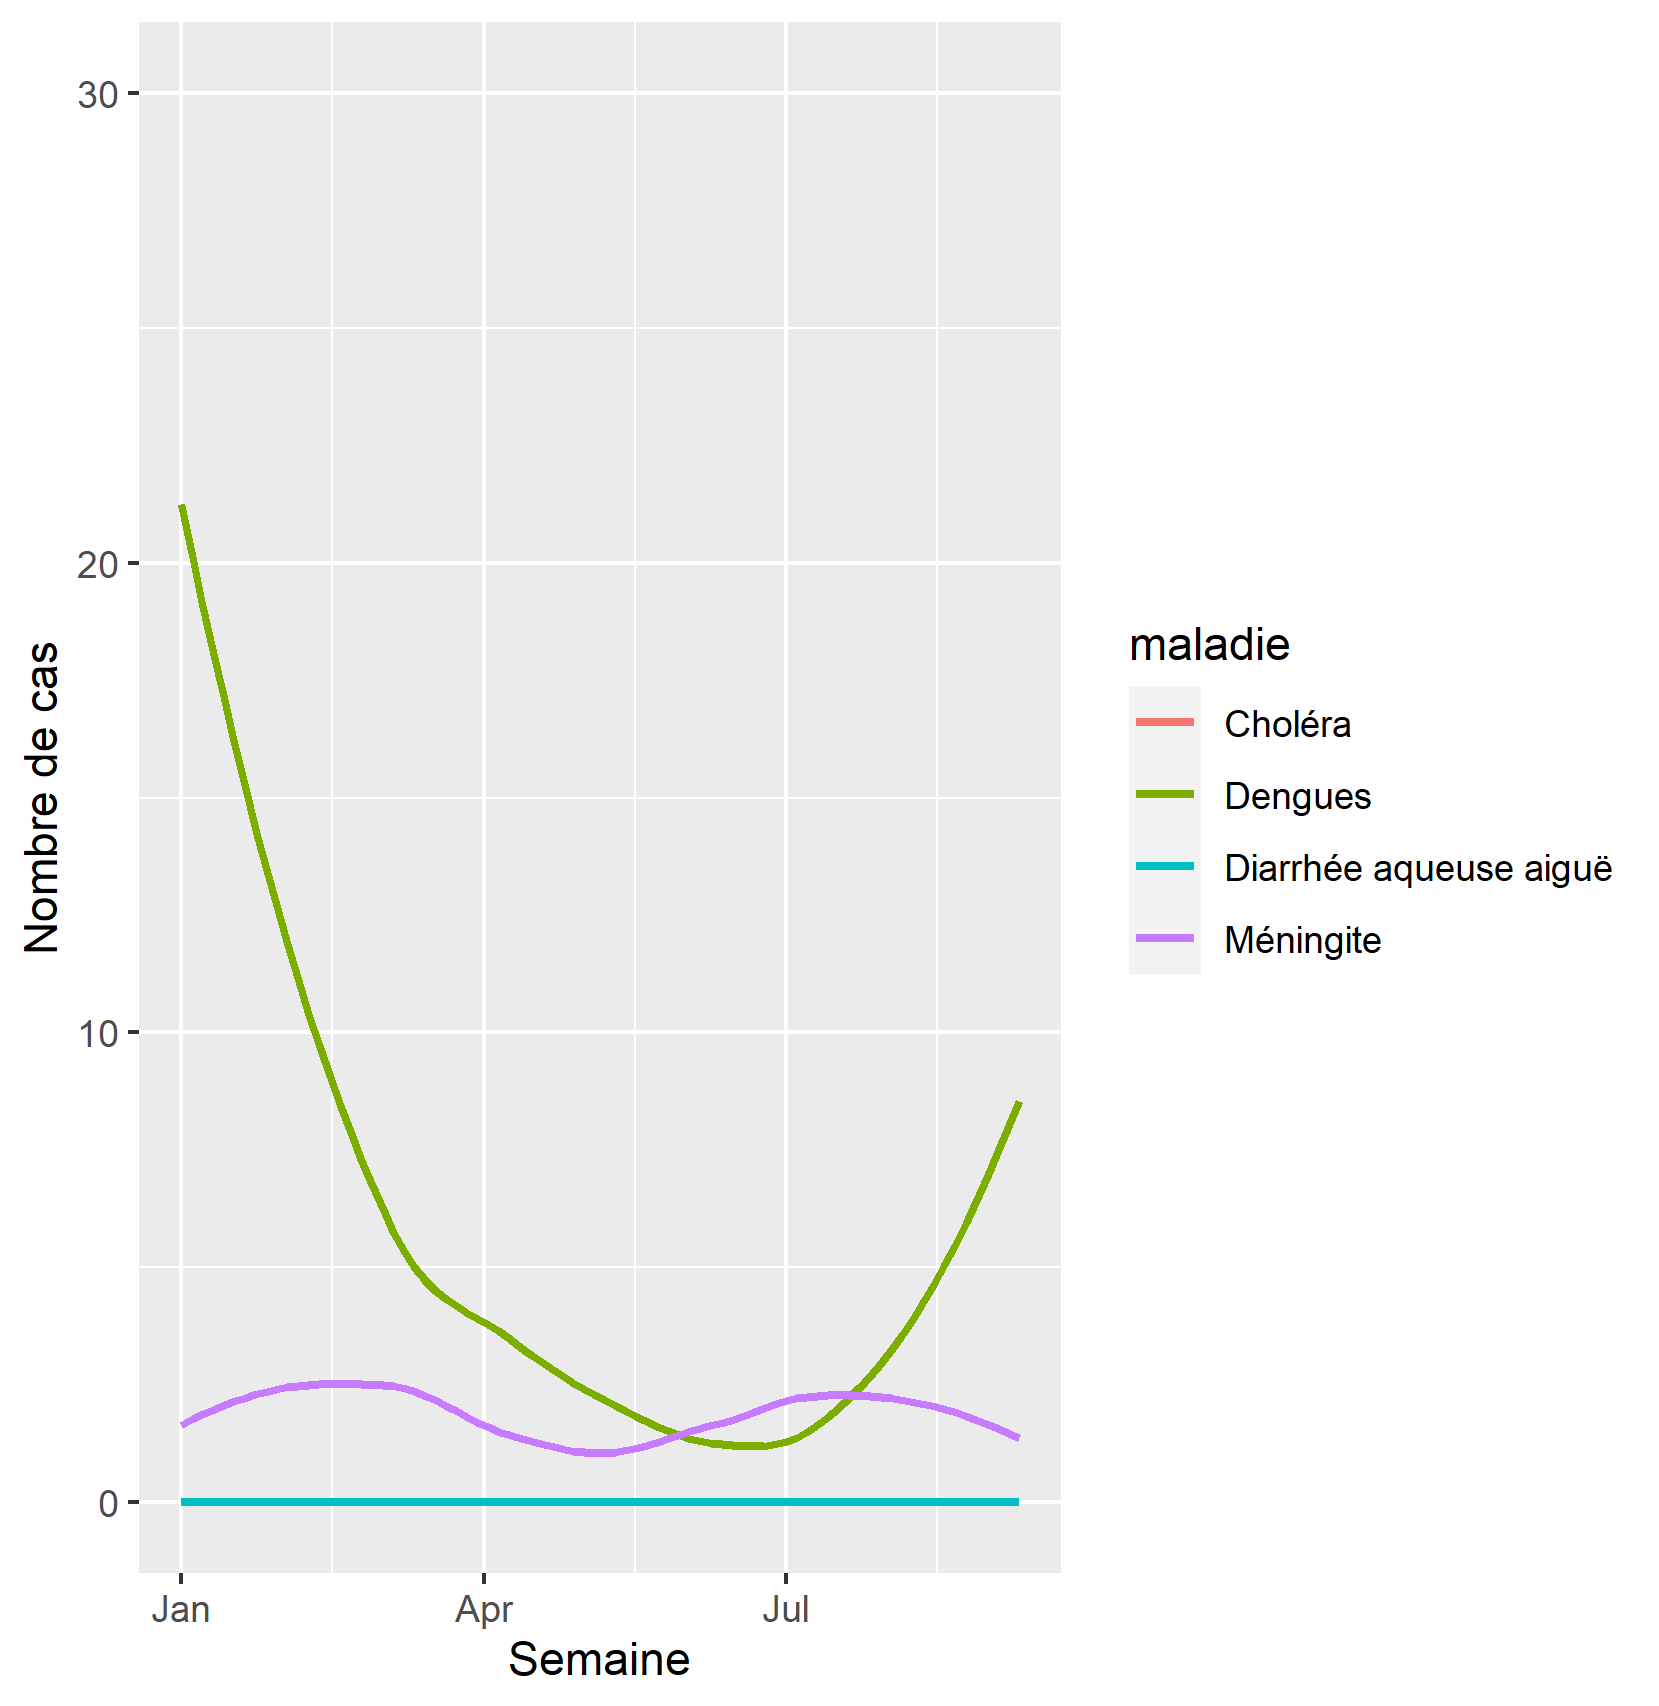 30
20
10
0
Nombre de cas
Jan
Apr
Jul
Semaine
maladie
Choléra
Dengues
Diarrhée aqueuse aiguë
Méningite